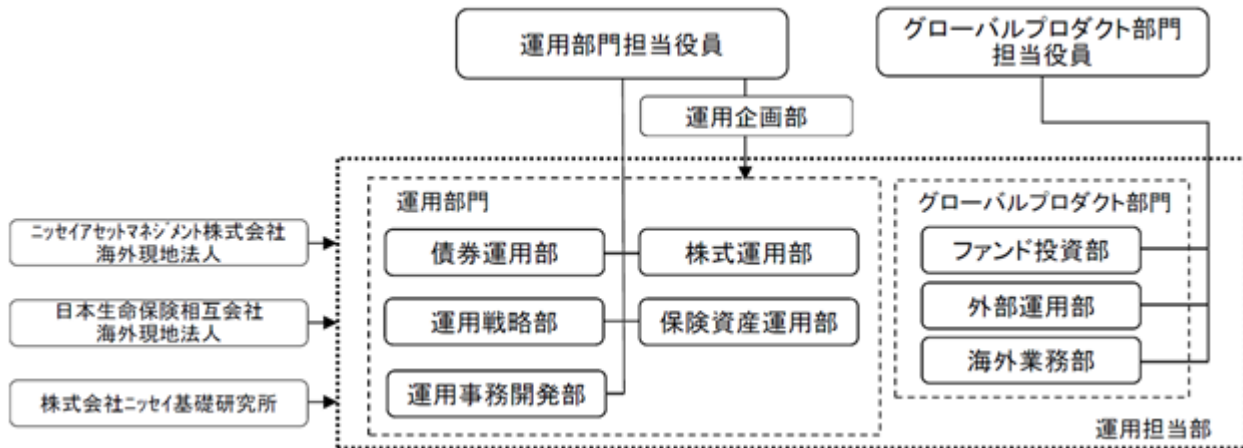 運用部門担当役員
グローバルプロダクト部門
担当役員
運用企画部
運用部門
グローバルプロダクト部門
ニッセイアセットマネジメント株式会社
海外現地法人
債券運用部
株式運用部
ファンド投資部
日本生命保険相互会社
海外現地法人
運用戦略部
保険資産運用部
外部運用部
海外業務部
株式会社ニッセイ基礎研究所
運用事務開発部
運用担当部